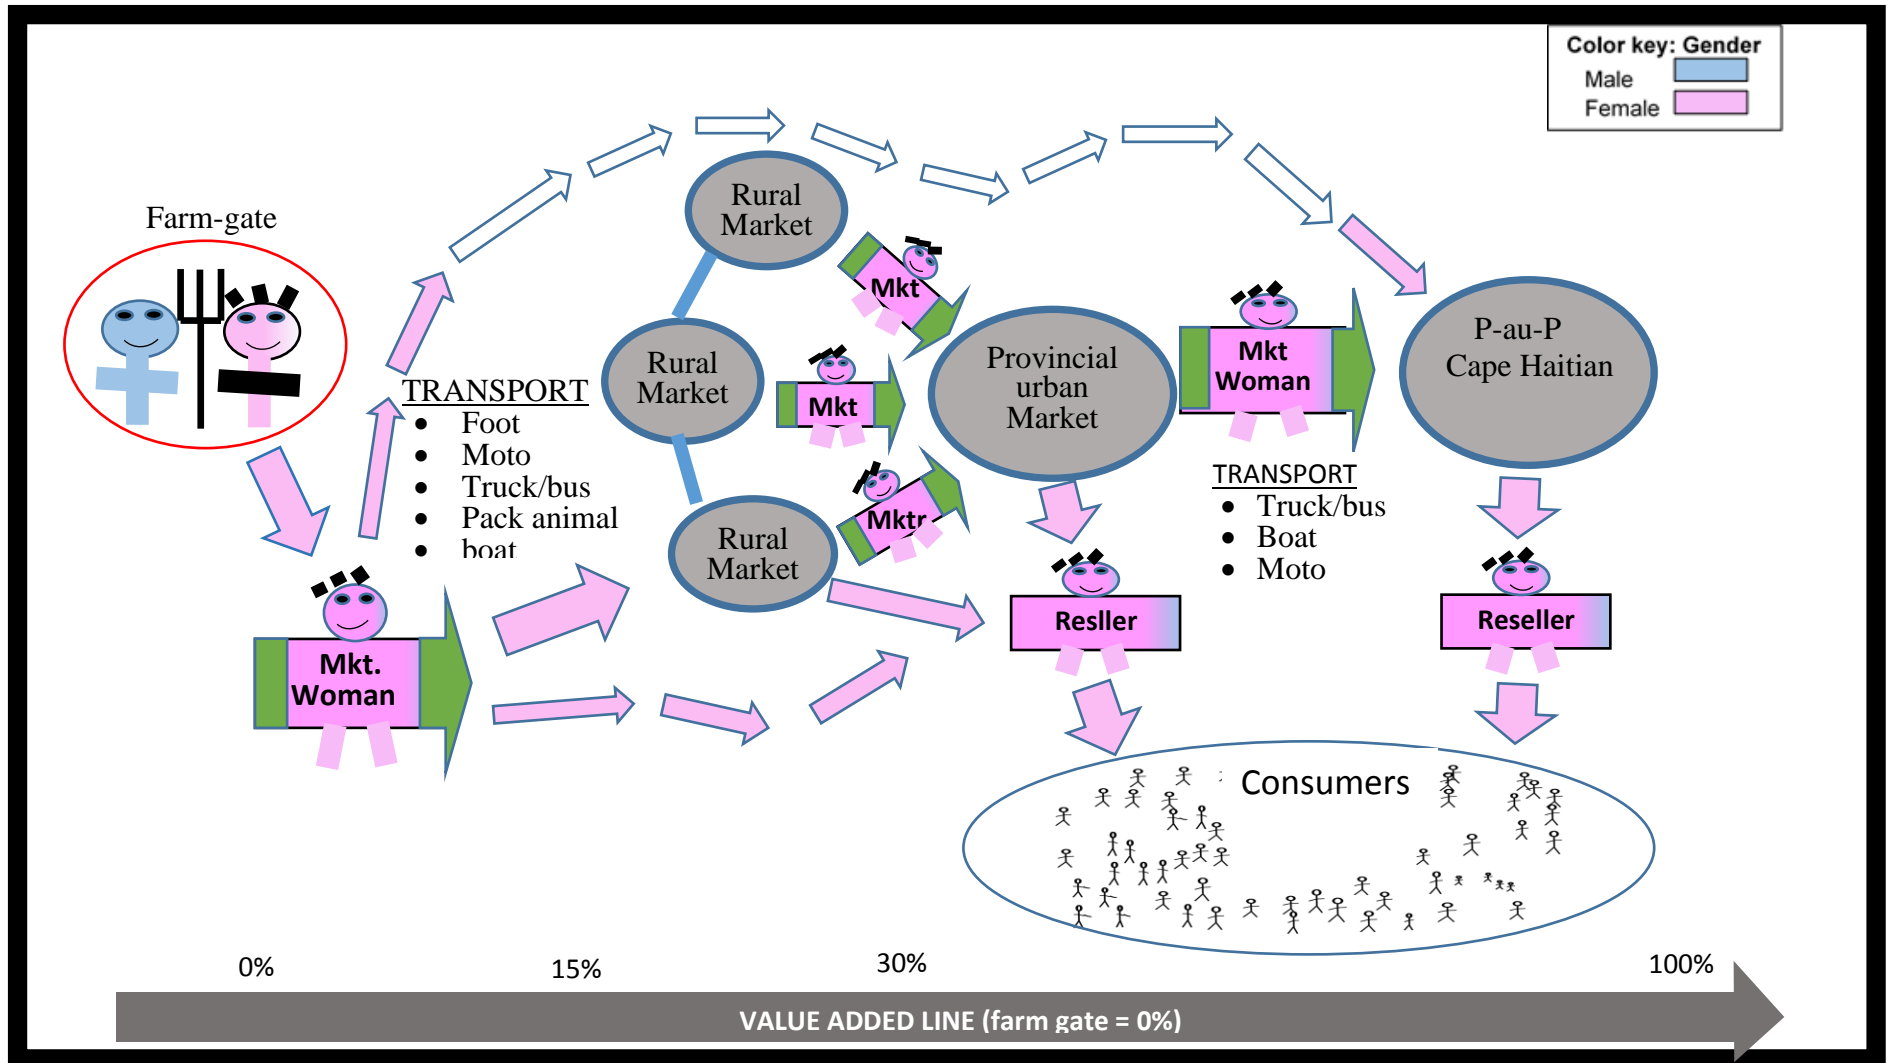 Color key: Gender
Male
Female
Farm-gate
Rural
Market
Rural
Market
Rural
Market
TRANSPORT
• Foot
• Moto
• Truck/bus
• Pack animal
• boat
Mkt.
Woman
Mkt
Mkt
Mktr
Provincial
urban
Market
Mkt
Woman
P-au-P
Cape Haitian
TRANSPORT
• Truck/bus
• Boat
• Moto
Resller
Reseller
Consumers
0%
15%
30%
100%
VALUE ADDED LINE (farm gate = 0%)